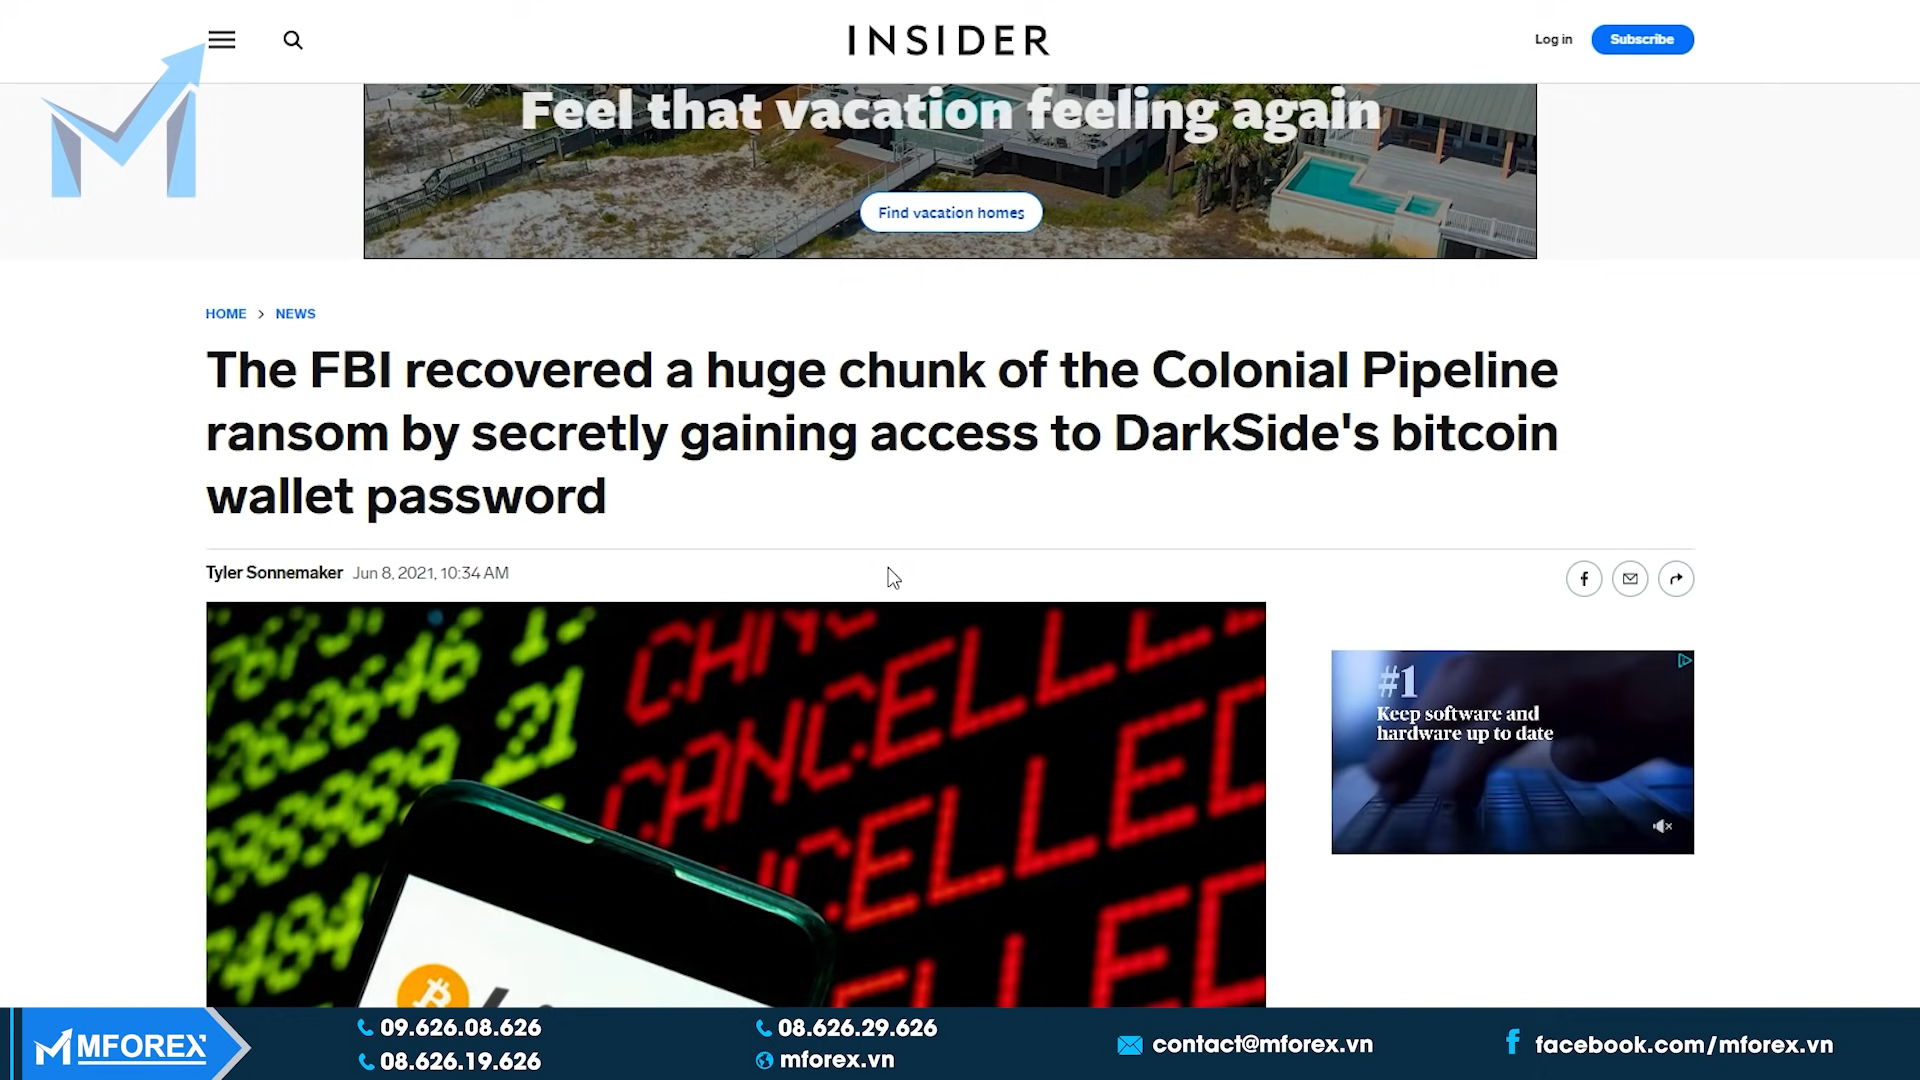 INSIDER
Log in
Subscribe
Feel that vacation feeling again
Find vacation homes
HOME > NEWS
The FBI recovered a huge chunk of the Colonial Pipeline
ransom by secretly gaining access to DarkSide's bitcoin
wallet password
Tyler Sonnemaker Jun 8, 2021, 10:34 AM
#1
Keep software and
hardware up to date
CANCELLED
CANCELLED
MFOREX
09.626.08.626
08.626.19.626
08.626.29.626
mforex.vn
contact@mforex.vn
facebook.com/mforex.vn